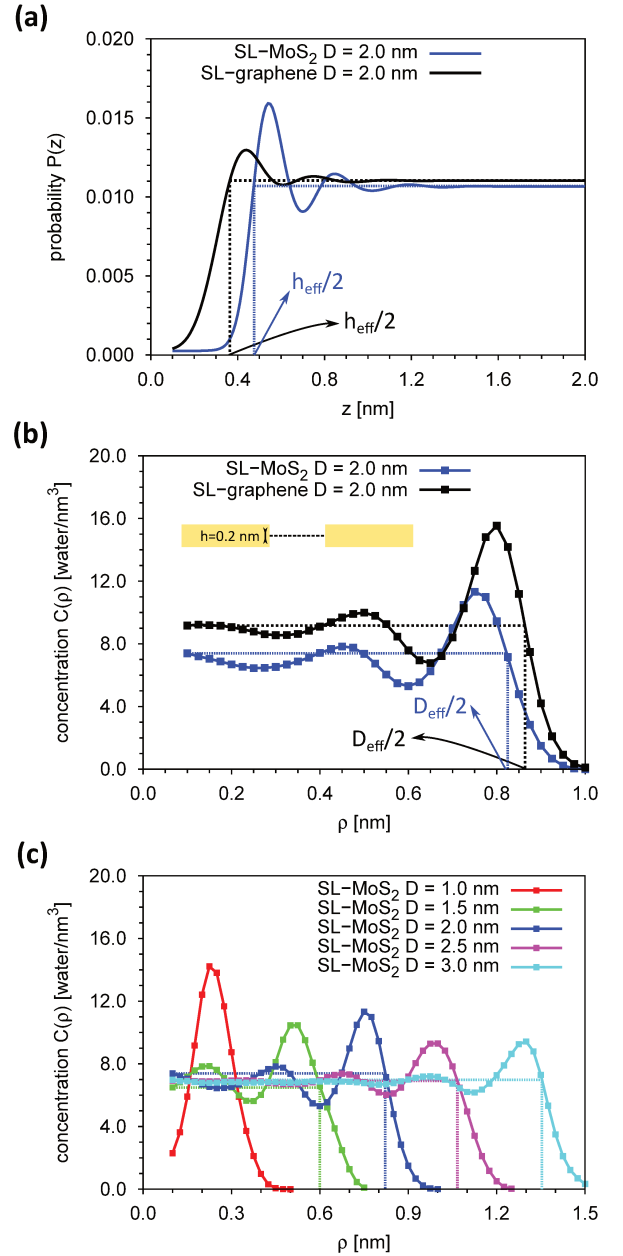 (a)
SL−MoS2 D = 2.0 nm
SL−graphene D = 2.0 nm
probability P(z)
0.020
0.015
0.010
0.005
0.000
heff/2
heff/2
0.0 0.4 0.8 1.2 1.6 2.0
z [nm]
(b)
SL−MoS2 D = 2.0 nm
SL−graphene D = 2.0 nm
concentration C(ρ) [water/nm3]
20.0
16.0
12.0
8.0
4.0
0.0
h=0.2 nm
Deff/2
Deff/2
0.0 0.2 0.4 0.6 0.8 1.0
ρ [nm]
(c)
SL−MoS2 D = 1.0 nm
SL−MoS2 D = 1.5 nm
SL−MoS2 D = 2.0 nm
SL−MoS2 D = 2.5 nm
SL−MoS2 D = 3.0 nm
concentration C(ρ) [water/nm3]
20.0
16.0
12.0
8.0
4.0
0.0
0.0 0.3 0.6 0.9 1.2 1.5
ρ [nm]